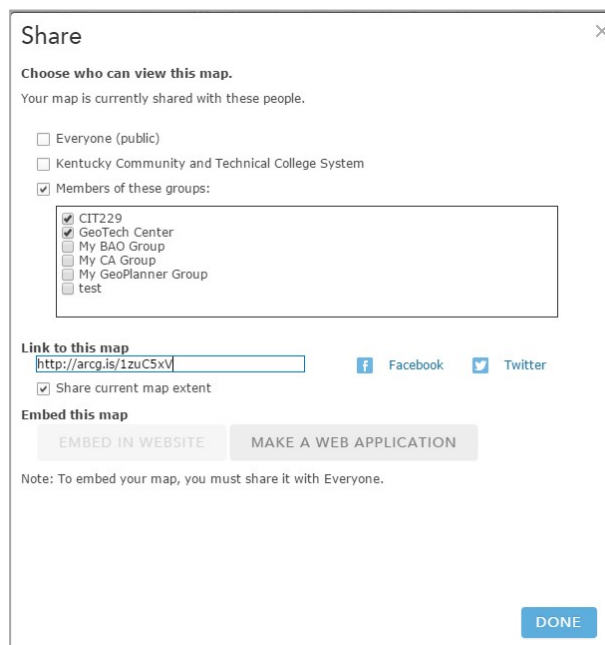 Share
Choose who can view this map.
Your map is currently shared with these people.
Everyone (public)
Kentucky Community and Technical College System
Members of these groups:
CIT229
GeoTech Center
My BAO Group
My CA Group
My GeoPlanner Group
test
Link to this map
http://arcg.is/1zuC5xV
Facebook Twitter
Share current map extent
Embed this map
EMBED IN WEBSITE MAKE A WEB APPLICATION
Note: To embed your map, you must share it with Everyone.
DONE